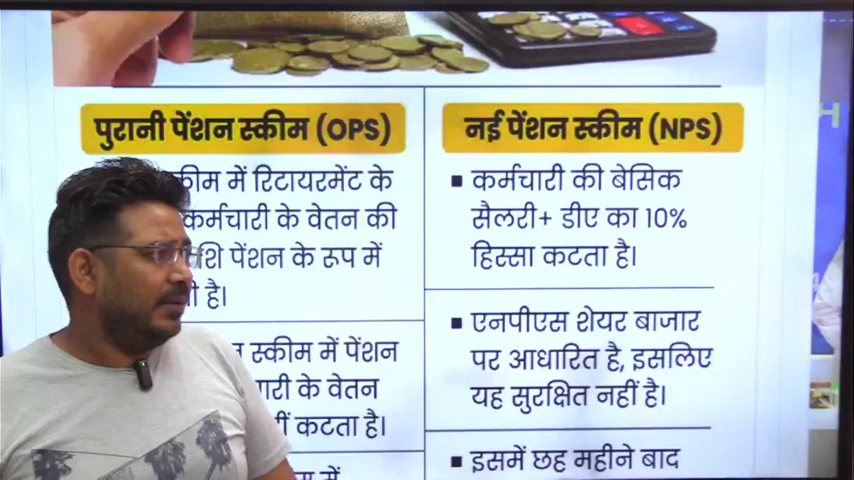 पुरानी पेंशन स्कीम (OPS)
कीम में रिटायरमेंट के
कर्मचारी के वेतन की
शि पेंशन के रूप में
है।
स्कीम में पेंशन
चारी के वेतन
कटता है।
में
नई पेंशन स्कीम (NPS)
▪ कर्मचारी की बेसिक
सैलरी+ डीए का 10%
हिस्सा कटता है।
▪ एनपीएस शेयर बाजार
पर आधारित है, इसलिए
यह सुरक्षित नहीं है।
▪ इसमें छह महीने बाद
H